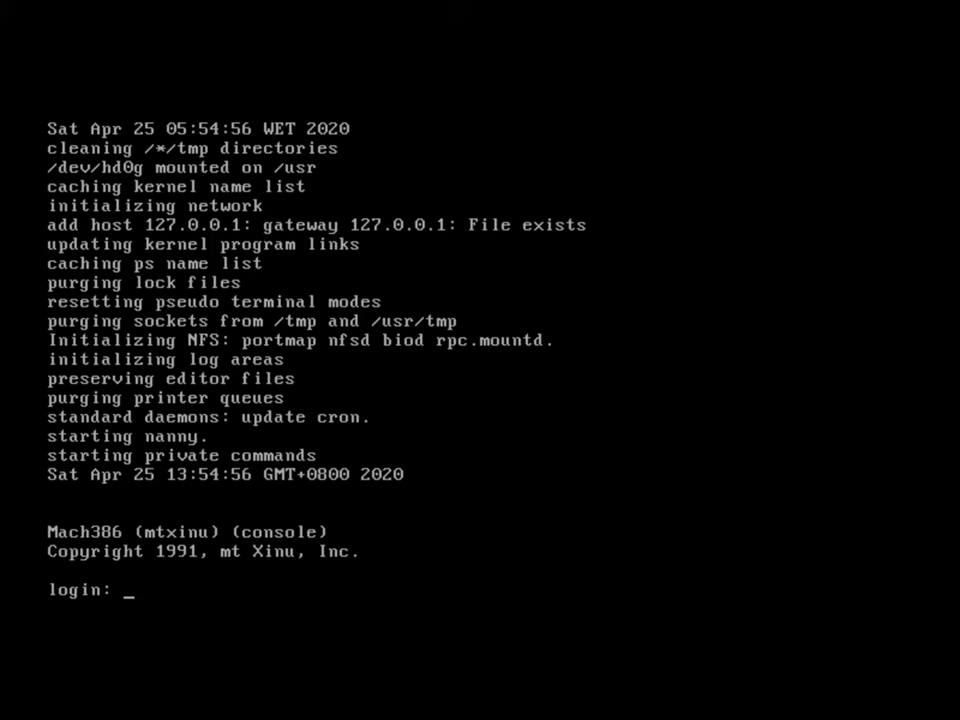 Sat Apr 25 05:54:56 WET 2020
cleaning /*/tmp directories
/dev/hd0g mounted on /usr
caching kernel name list
initializing network
add host 127.0.0.1: gateway 127.0.0.1: File exists
updating kernel program links
caching ps name list
purging lock files
resetting pseudo terminal modes
purging sockets from /tmp and /usr/tmp
Initializing NFS: portmap nfsd biod rpc.mountd.
initializing log areas
preserving editor files
purging printer queues
standard daemons: update cron.
starting nanny.
starting private commands
Sat Apr 25 13:54:56 GMT+0800 2020
Mach386 (mtxinu) (console)
Copyright 1991, mt Xinu, Inc.
login: _